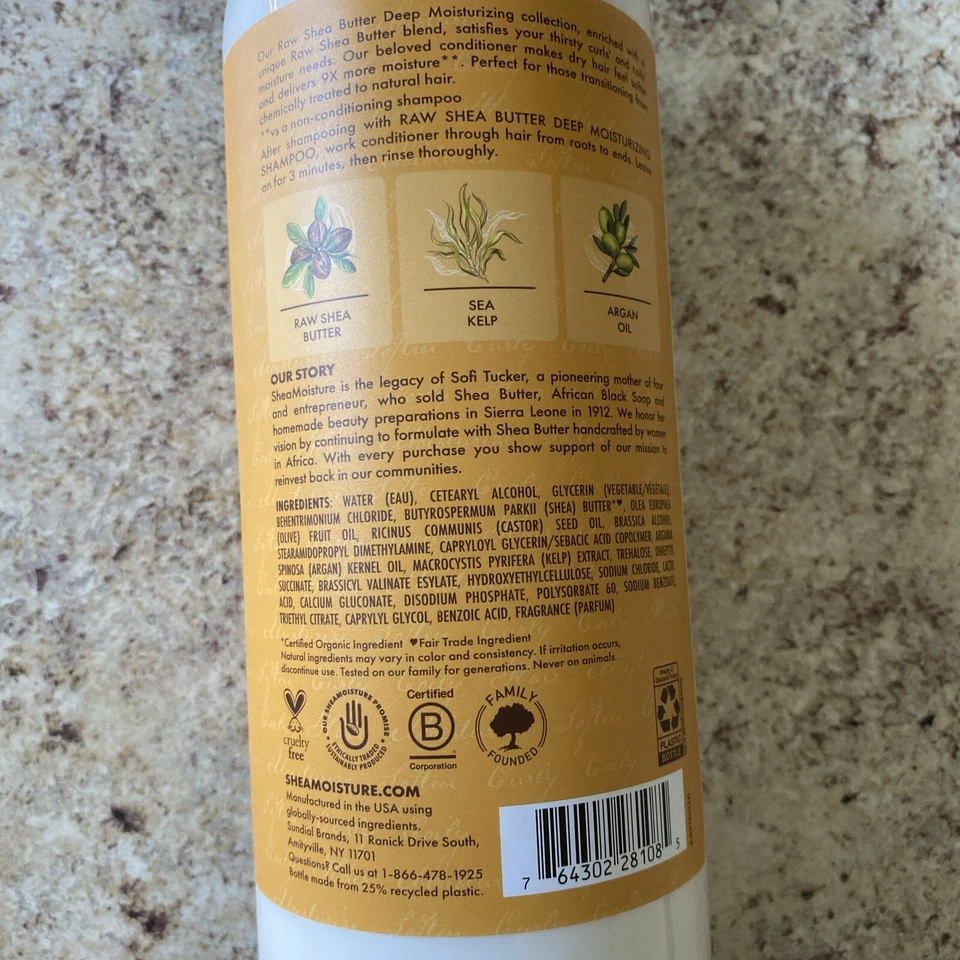 Our Raw Shea Butter Deep Moisturizing collection, enriched with a
unique Raw Shea Butter blend, satisfies your thirsty curls' and coils'
moisture needs. Our beloved conditioner makes dry hair feel softer
and delivers 9X more moisture**. Perfect for those transitioning from
chemically treated to natural hair.
**vs a non-conditioning shampoo
After shampooing with RAW SHEA BUTTER DEEP MOISTURIZING
SHAMPOO, work conditioner through hair from roots to ends. Leave
on for 3 minutes, then rinse thoroughly.
RAW SHEA
BUTTER
SEA
KELP
ARGAN
OIL
OUR STORY
SheaMoisture is the legacy of Sofi Tucker, a pioneering mother of four
and entrepreneur, who sold Shea Butter, African Black Soap and
homemade beauty preparations in Sierra Leone in 1912. We honor her
vision by continuing to formulate with Shea Butter handcrafted by women
in Africa. With every purchase you show support of our mission to
reinvest back in our communities.
INGREDIENTS: WATER (EAU), CETEARYL ALCOHOL, GLYCERIN (VEGETABLE/VÉGÉTALE),
BEHENTRIMONIUM CHLORIDE, BUTYROSPERMUM PARKII (SHEA) BUTTER*♥, OLEA EUROPAEA
(OLIVE) FRUIT OIL, RICINUS COMMUNIS (CASTOR) SEED OIL, BRASSICA ALCOHOL,
STEARAMIDOPROPYL DIMETHYLAMINE, CAPRYLOYL GLYCERIN/SEBACIC ACID COPOLYMER, ARGANIA
SPINOSA (ARGAN) KERNEL OIL, MACROCYSTIS PYRIFERA (KELP) EXTRACT, TREHALOSE, DIHEPTYL
SUCCINATE, BRASSICYL VALINATE ESYLATE, HYDROXYETHYLCELLULOSE, SODIUM CHLORIDE, LACTIC
ACID, CALCIUM GLUCONATE, DISODIUM PHOSPHATE, POLYSORBATE 60, SODIUM BENZOATE,
TRIETHYL CITRATE, CAPRYLYL GLYCOL, BENZOIC ACID, FRAGRANCE (PARFUM)
*Certified Organic Ingredient ♥Fair Trade Ingredient
Natural ingredients may vary in color and consistency. If irritation occurs,
discontinue use. Tested on our family for generations. Never on animals.
cruelty
free
OUR SHEAMOISTURE PROMISE
ETHICALLY TRADED
SUSTAINABLY PRODUCED
Certified
B
Corporation
FAMILY
FOUNDED
PLASTIC
BOTTLE
SHEAMOISTURE.COM
Manufactured in the USA using
globally-sourced ingredients.
Sundial Brands, 11 Ranick Drive South,
Amityville, NY 11701
Questions? Call us at 1-866-478-1925
Bottle made from 25% recycled plastic.
7 64302 28108 5